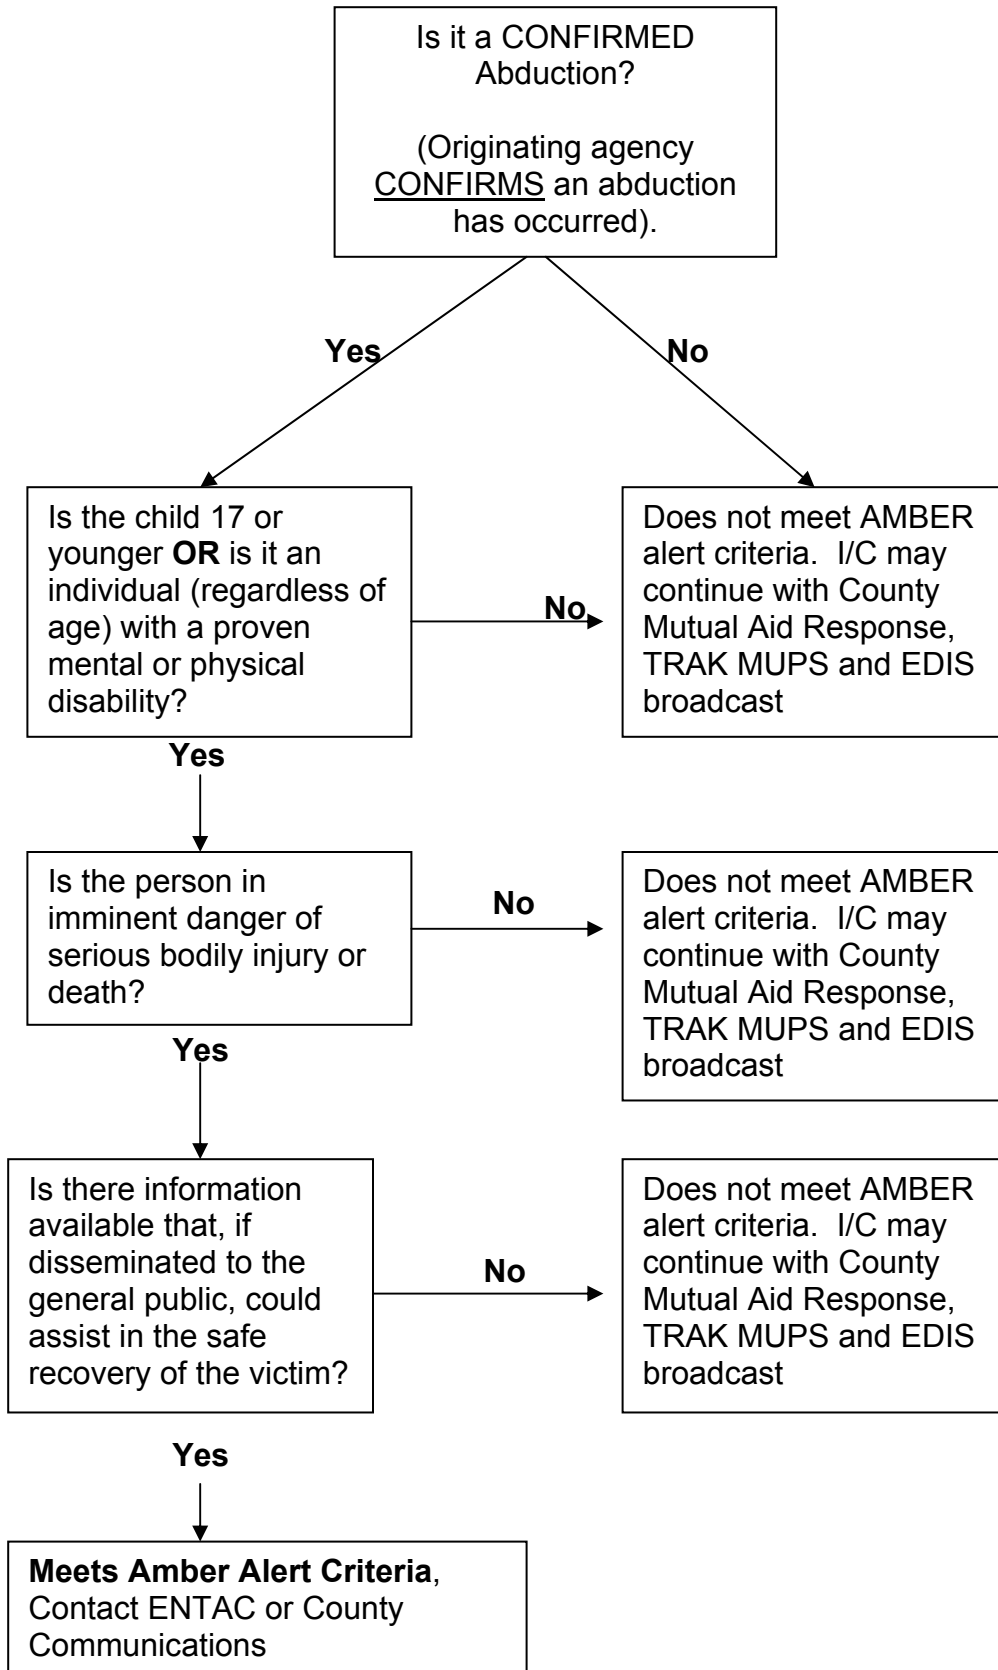 Is it a CONFIRMED
Abduction?
(Originating agency
CONFIRMS an abduction
has occurred).
Yes
No
Is the child 17 or
younger OR is it an
individual (regardless of
age) with a proven
mental or physical
disability?
No
Does not meet AMBER
alert criteria.  I/C may
continue with County
Mutual Aid Response,
TRAK MUPS and EDIS
broadcast
Yes
Is the person in
imminent danger of
serious bodily injury or
death?
No
Does not meet AMBER
alert criteria.  I/C may
continue with County
Mutual Aid Response,
TRAK MUPS and EDIS
broadcast
Yes
Is there information
available that, if
disseminated to the
general public, could
assist in the safe
recovery of the victim?
No
Does not meet AMBER
alert criteria.  I/C may
continue with County
Mutual Aid Response,
TRAK MUPS and EDIS
broadcast
Yes
Meets Amber Alert Criteria,
Contact ENTAC or County
Communications